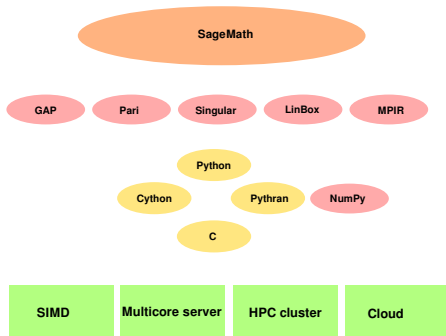 SageMath
GAP Pari Singular LinBox MPIR
Python
Cython Pythran NumPy
C
SIMD Multicore server HPC cluster Cloud